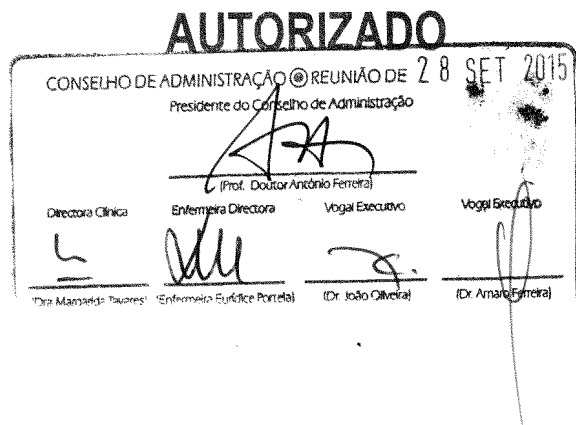 AUTORIZADO
CONSELHO DE ADMINISTRAÇÃO @ REUNIÃO DE 28 SET 2015
Presidente do Conselho de Administração
(Prof. Doutor António Ferreira)
Directora Clínica Enfermeira Directora Vogal Executivo Vogal Executivo
(Dra Margarida Tavares) (Enfermeira Eurídice Portela) (Dr. João Oliveira) (Dr. Amaro Ferreira)